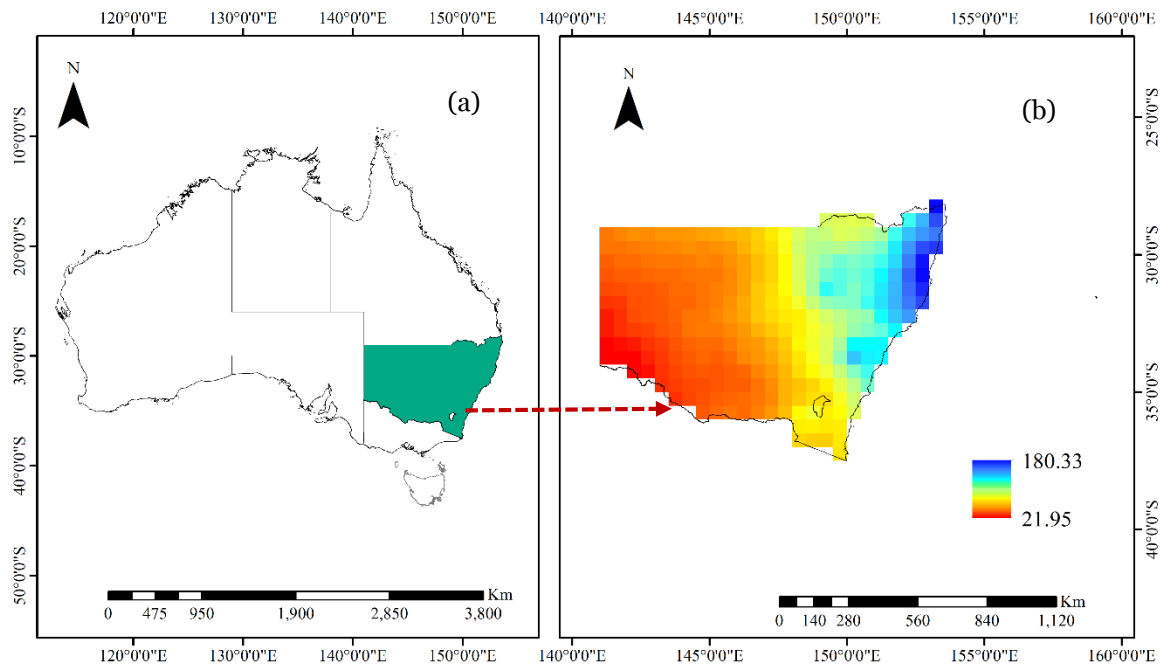 120°0'0"E 130°0'0"E 140°0'0"E 150°0'0"E
140°0'0"E 145°0'0"E 150°0'0"E 155°0'0"E 160°0'0"E
N
(a)
10°0'0"S
20°0'0"S
30°0'0"S
40°0'0"S
50°0'0"S
Km
0 475 950 1,900 2,850 3,800
120°0'0"E 130°0'0"E 140°0'0"E 150°0'0"E
N
(b)
25°0'0"S
30°0'0"S
35°0'0"S
40°0'0"S
180.33
21.95
Km
0 140 280 560 840 1,120
140°0'0"E 145°0'0"E 150°0'0"E 155°0'0"E 160°0'0"E